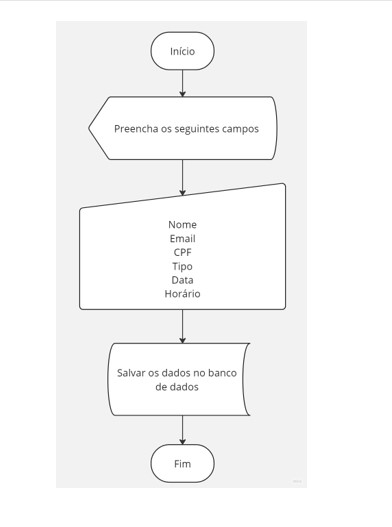 Início
Preencha os seguintes campos
Nome
Email
CPF
Tipo
Data
Horário
Salvar os dados no banco
de dados
Fim